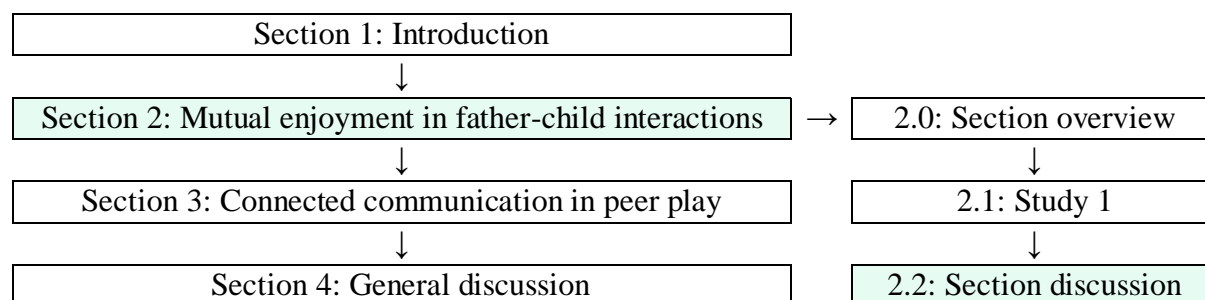 Section 1: Introduction
↓
Section 2: Mutual enjoyment in father-child interactions → 2.0: Section overview
↓ ↓
Section 3: Connected communication in peer play 2.1: Study 1
↓ ↓
Section 4: General discussion 2.2: Section discussion